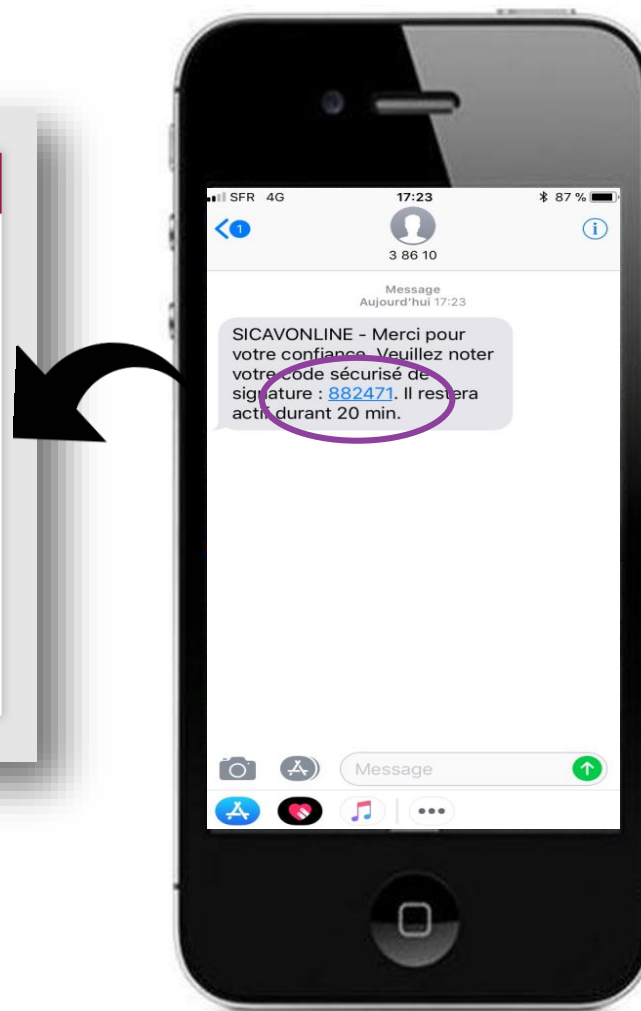 SFR 4G 17:23 87 %
1
3 86 10
Message
Aujourd'hui 17:23
SICAVONLINE - Merci pour
votre confiance. Veuillez noter
votre code sécurisé de
signature : 882471. Il restera
actif durant 20 min.
Message